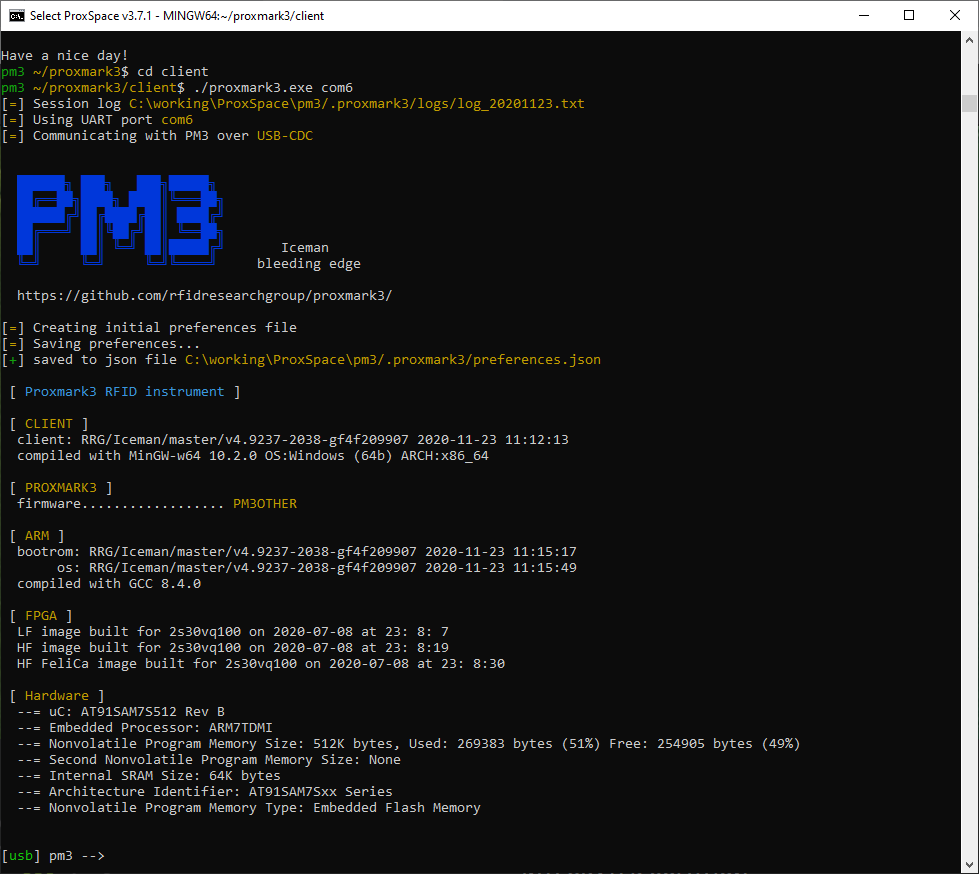 Select ProxSpace v3.7.1 - MINGW64:~/proxmark3/client
Have a nice day!
pm3 ~/proxmark3$ cd client
pm3 ~/proxmark3/client$ ./proxmark3.exe com6
[=] Session log C:\working\ProxSpace\pm3/.proxmark3/logs/log_20201123.txt
[=] Using UART port com6
[=] Communicating with PM3 over USB-CDC
PM3
Iceman
bleeding edge
https://github.com/rfidresearchgroup/proxmark3/
[=] Creating initial preferences file
[=] Saving preferences...
[+] saved to json file C:\working\ProxSpace\pm3/.proxmark3/preferences.json
[ Proxmark3 RFID instrument ]
[ CLIENT ]
client: RRG/Iceman/master/v4.9237-2038-gf4f209907 2020-11-23 11:12:13
compiled with MinGW-w64 10.2.0 OS:Windows (64b) ARCH:x86_64
[ PROXMARK3 ]
firmware.................. PM3OTHER
[ ARM ]
bootrom: RRG/Iceman/master/v4.9237-2038-gf4f209907 2020-11-23 11:15:17
os: RRG/Iceman/master/v4.9237-2038-gf4f209907 2020-11-23 11:15:49
compiled with GCC 8.4.0
[ FPGA ]
LF image built for 2s30vq100 on 2020-07-08 at 23: 8: 7
HF image built for 2s30vq100 on 2020-07-08 at 23: 8:19
HF FeliCa image built for 2s30vq100 on 2020-07-08 at 23: 8:30
[ Hardware ]
--= uC: AT91SAM7S512 Rev B
--= Embedded Processor: ARM7TDMI
--= Nonvolatile Program Memory Size: 512K bytes, Used: 269383 bytes (51%) Free: 254905 bytes (49%)
--= Second Nonvolatile Program Memory Size: None
--= Internal SRAM Size: 64K bytes
--= Architecture Identifier: AT91SAM7Sxx Series
--= Nonvolatile Program Memory Type: Embedded Flash Memory
[usb] pm3 -->